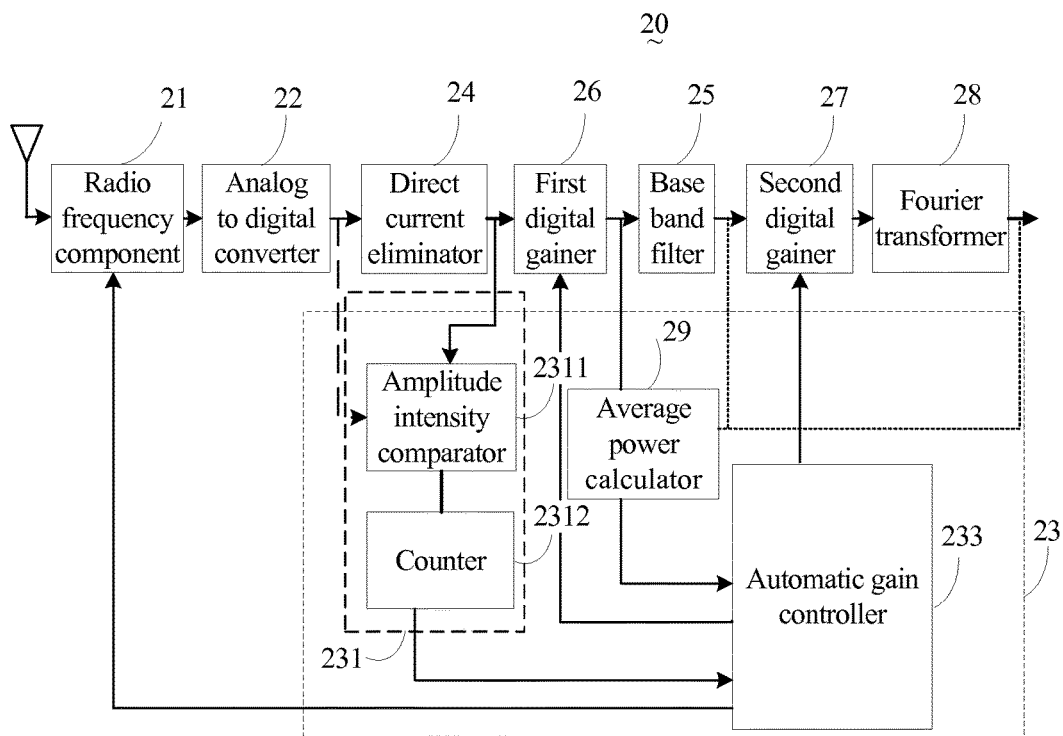 20
21
22
24
26
25
27
28
Radio
frequency
component
Analog
to digital
converter
Direct
current
eliminator
First
digital
gainer
Base
band
filter
Second
digital
gainer
Fourier
transformer
29
2311
Amplitude
intensity
comparator
Average
power
calculator
2312
Counter
233
23
Automatic gain
controller
231